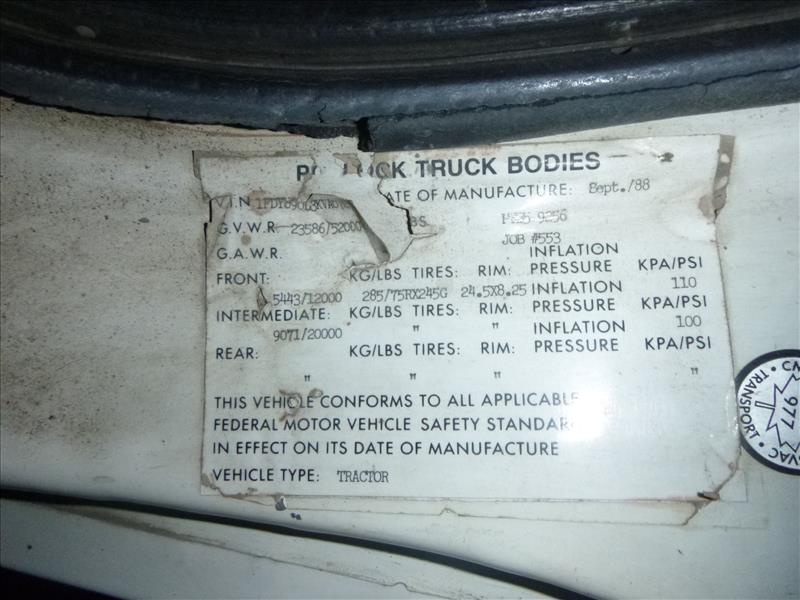 TRUCK BODIES
V.I.N. DATE OF MANUFACTURE: Sept./88
G.V.W.R. 23586/52000
JOB #553
G.A.W.R. INFLATION
FRONT: KG/LBS TIRES: RIM: PRESSURE KPA/PSI
5443/12000 285/75RX245G 24.5X8.25 INFLATION 110
INTERMEDIATE: KG/LBS TIRES: RIM: PRESSURE KPA/PSI
9071/20000 " " INFLATION 100
REAR: KG/LBS TIRES: RIM: PRESSURE KPA/PSI
" " " "
THIS VEHICLE CONFORMS TO ALL APPLICABLE
FEDERAL MOTOR VEHICLE SAFETY STANDAR
IN EFFECT ON ITS DATE OF MANUFACTURE
VEHICLE TYPE: TRACTOR
TRANSPORT
977